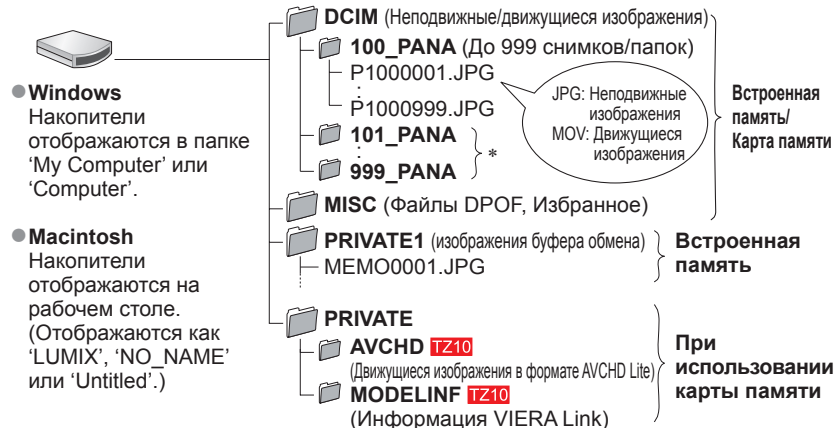 ●Windows
Накопители
отображаются в папке
‘My Computer’ или
‘Computer’.
●Macintosh
Накопители
отображаются на
рабочем столе.
(Отображаются как
‘LUMIX’, ‘NO_NAME’
или ‘Untitled’.)
DCIM (Неподвижные/движущиеся изображения)
100_PANA (До 999 снимков/папок)
P1000001.JPG
:
P1000999.JPG
101_PANA
:
999_PANA
*
JPG: Неподвижные
изображения
MOV: Движущиеся
изображения
Встроенная
память/
Карта памяти
MISC (Файлы DPOF, Избранное)
PRIVATE1 (изображения буфера обмена)
MEMO0001.JPG
Встроенная
память
PRIVATE
AVCHD TZ10
(Движущиеся изображения в формате AVCHD Lite)
MODELINF TZ10
(Информация VIERA Link)
При
использовании
карты памяти